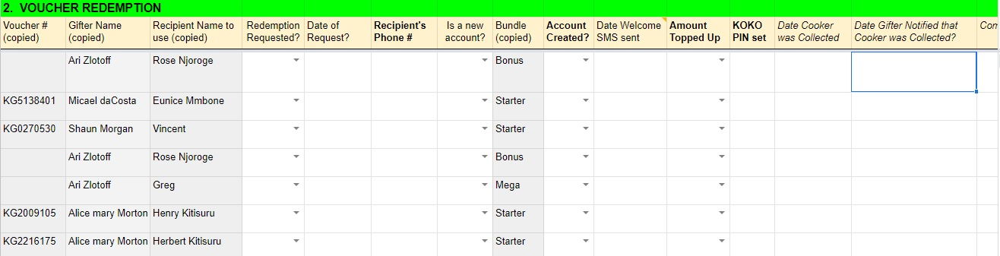 2. VOUCHER REDEMPTION
Voucher # (copied) Gifter Name (copied) Recipient Name to use (copied) Redemption Requested? Date of Request? Recipient's Phone # Is a new account? Bundle (copied) Account Created? Date Welcome SMS sent Amount Topped Up KOKO PIN set Date Cooker was Collected Date Gifter Notified that Cooker was Collected? Com
Ari Zlotoff Rose Njoroge Bonus
KG5138401 Micael daCosta Eunice Mmbone Starter
KG0270530 Shaun Morgan Vincent Starter
Ari Zlotoff Rose Njoroge Bonus
Ari Zlotoff Greg Mega
KG2009105 Alice mary Morton Henry Kitisuru Starter
KG2216175 Alice mary Morton Herbert Kitisuru Starter